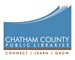 CHATHAM COUNTY
PUBLIC LIBRARIES
CONNECT | LEARN | GROW